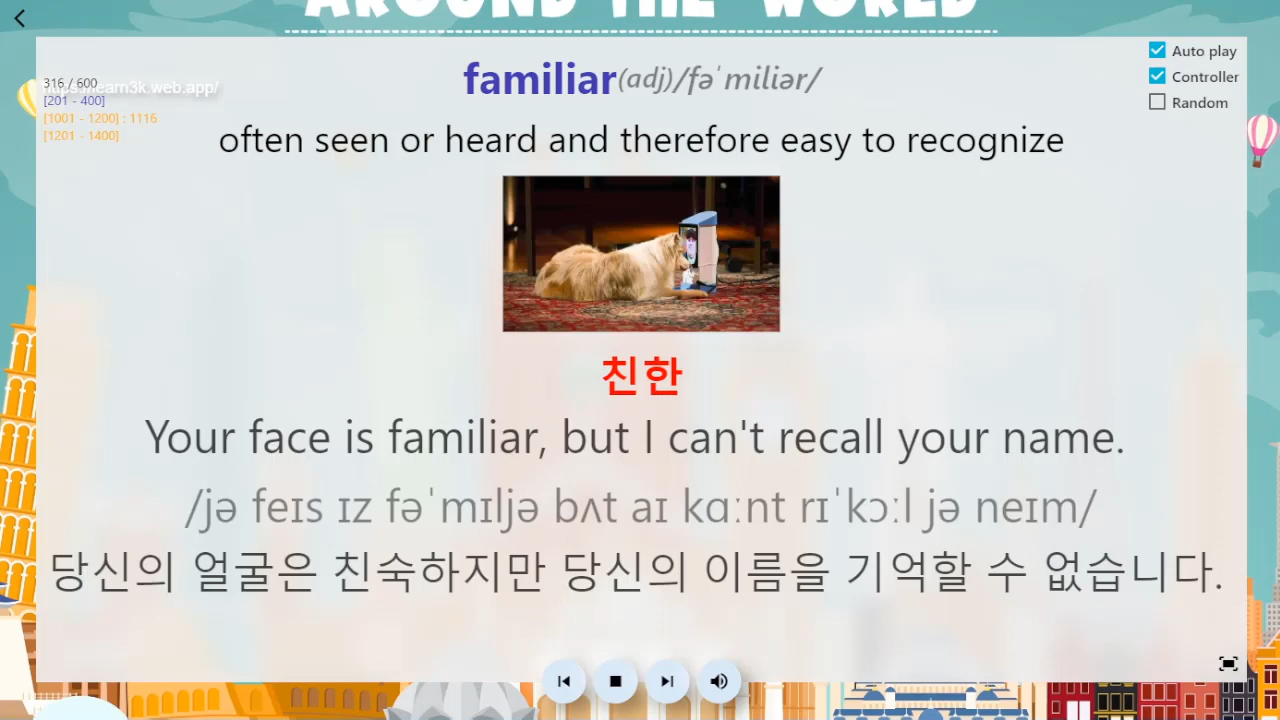 AROUND THE WORLD
Auto play
Controller
Random
316 / 600
https://learn3k.web.app/
[201 - 400]
[1001 - 1200] : 1116
[1201 - 1400]
familiar(adj)/fəˈmiliər/
often seen or heard and therefore easy to recognize
친한
Your face is familiar, but I can't recall your name.
/jə feɪs ɪz fəˈmɪljə bʌt aɪ kɑːnt rɪˈkɔːl jə neɪm/
당신의 얼굴은 친숙하지만 당신의 이름을 기억할 수 없습니다.